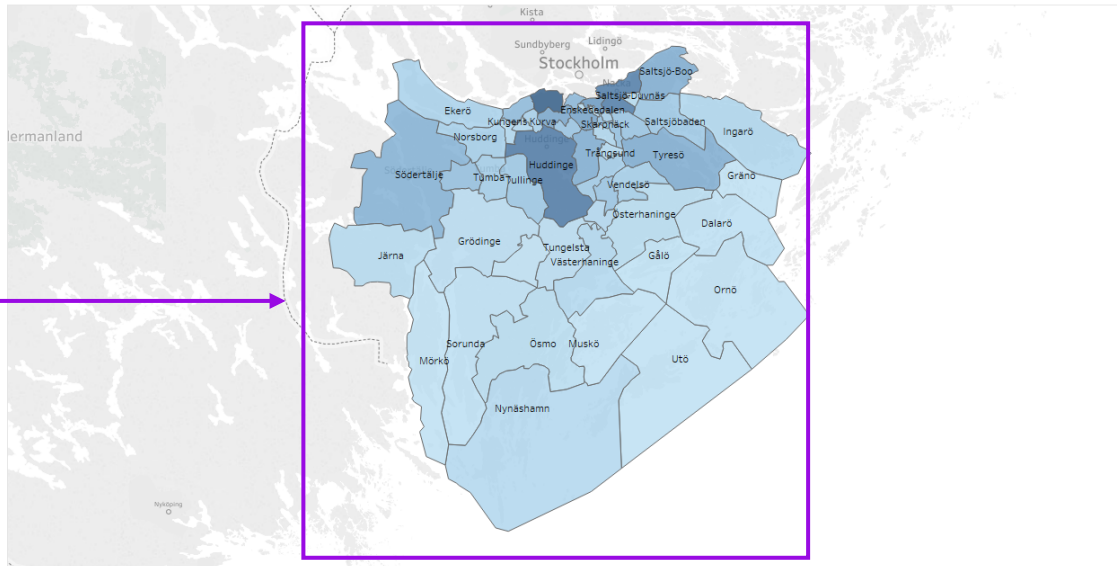 Kista
Sundbyberg
Lidingö
Stockholm
Saltsjö-Boo
Saltsjö-Duvnäs
Ekerö
Enskededalen
Kungens Kurva
Skarpnäck
Saltsjöbaden
Ingarö
lermanland
Norsborg
Huddinge
Trångsund
Tyresö
Huddinge
Södertälje
Tumba
Tullinge
Gränö
Vendelsö
Österhaninge
Dalarö
Grödinge
Tungelsta
Järna
Västerhaninge
Gålö
Ornö
Sorunda
Ösmo
Muskö
Mörkö
Utö
Nynäshamn
Nyköping